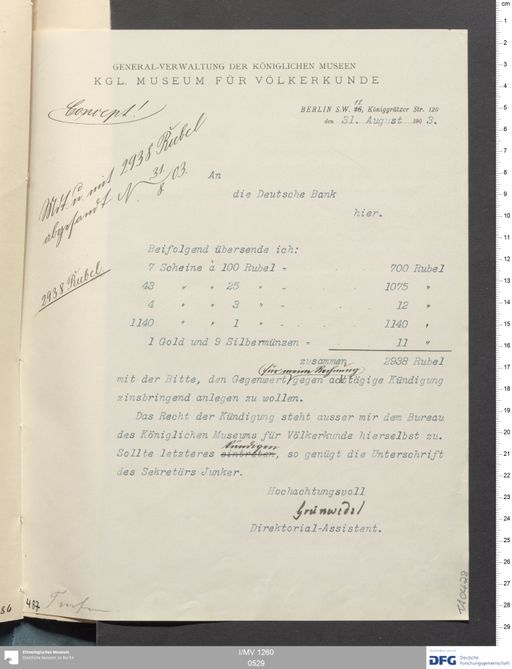 GENERAL-VERWALTUNG DER KÖNIGLICHEN MUSEEN
KGL. MUSEUM FÜR VÖLKERKUNDE
Concept!
BERLIN S.W. 11, Königgrätzer Str. 120
den 31. August 1903.
Mit u mit 2938 Rubel
abgesandt N. 31/8 03.
2938 Rubel
An
die Deutsche Bank
hier.
Beifolgend übersende ich:
7 Scheine à 100 Rubel = 700 Rubel
43 " " 25 " = 1075 "
4 " " 3 " = 12 "
1140 " " 1 " = 1140 "
1 Gold und 9 Silbermünzen = 11 "
zusammen 2938 Rubel
für meine Rechnung
mit der Bitte, den Gegenwert gegen achttägige Kündigung
zinsbringend anlegen zu wollen.
Das Recht der Kündigung steht ausser mir dem Bureau
des Königlichen Museums für Völkerkunde hierselbst zu.
kündigen
Sollte letzteres eintreten, so genügt die Unterschrift
des Sekretärs Junker.
Hochachtungsvoll
Grünwedel
Direktorial-Assistent.
487
Turfan
TA 0428
Ethnologisches Museum
Staatliche Museen zu Berlin
I/MV 1260
0529
DFG Deutsche
Forschungsgemeinschaft